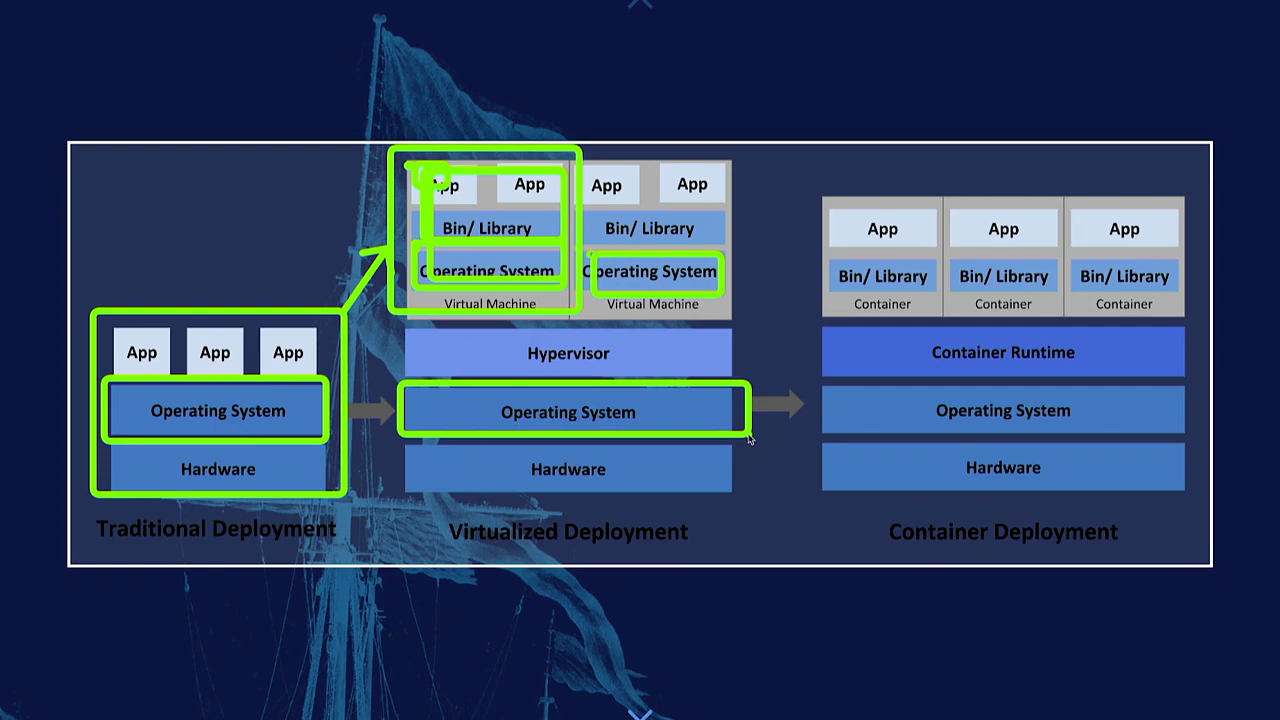 App App App
Operating System
Hardware
Traditional Deployment
App App App App
Bin/ Library Bin/ Library
Operating System Operating System
Virtual Machine Virtual Machine
Hypervisor
Operating System
Hardware
Virtualized Deployment
App App App
Bin/ Library Bin/ Library Bin/ Library
Container Container Container
Container Runtime
Operating System
Hardware
Container Deployment